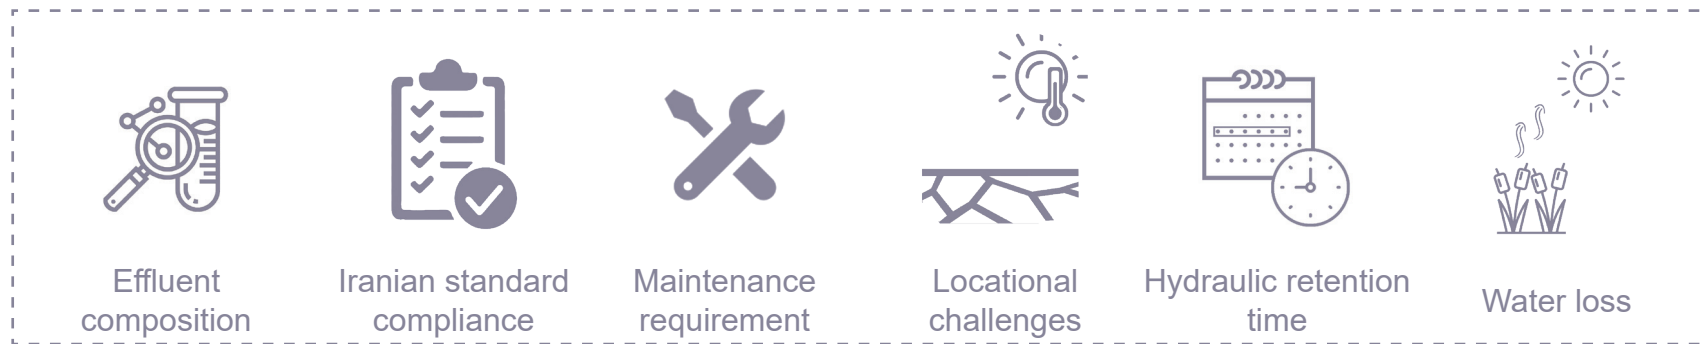 Effluent
composition
Iranian standard
compliance
Maintenance
requirement
Locational
challenges
Hydraulic retention
time
Water loss